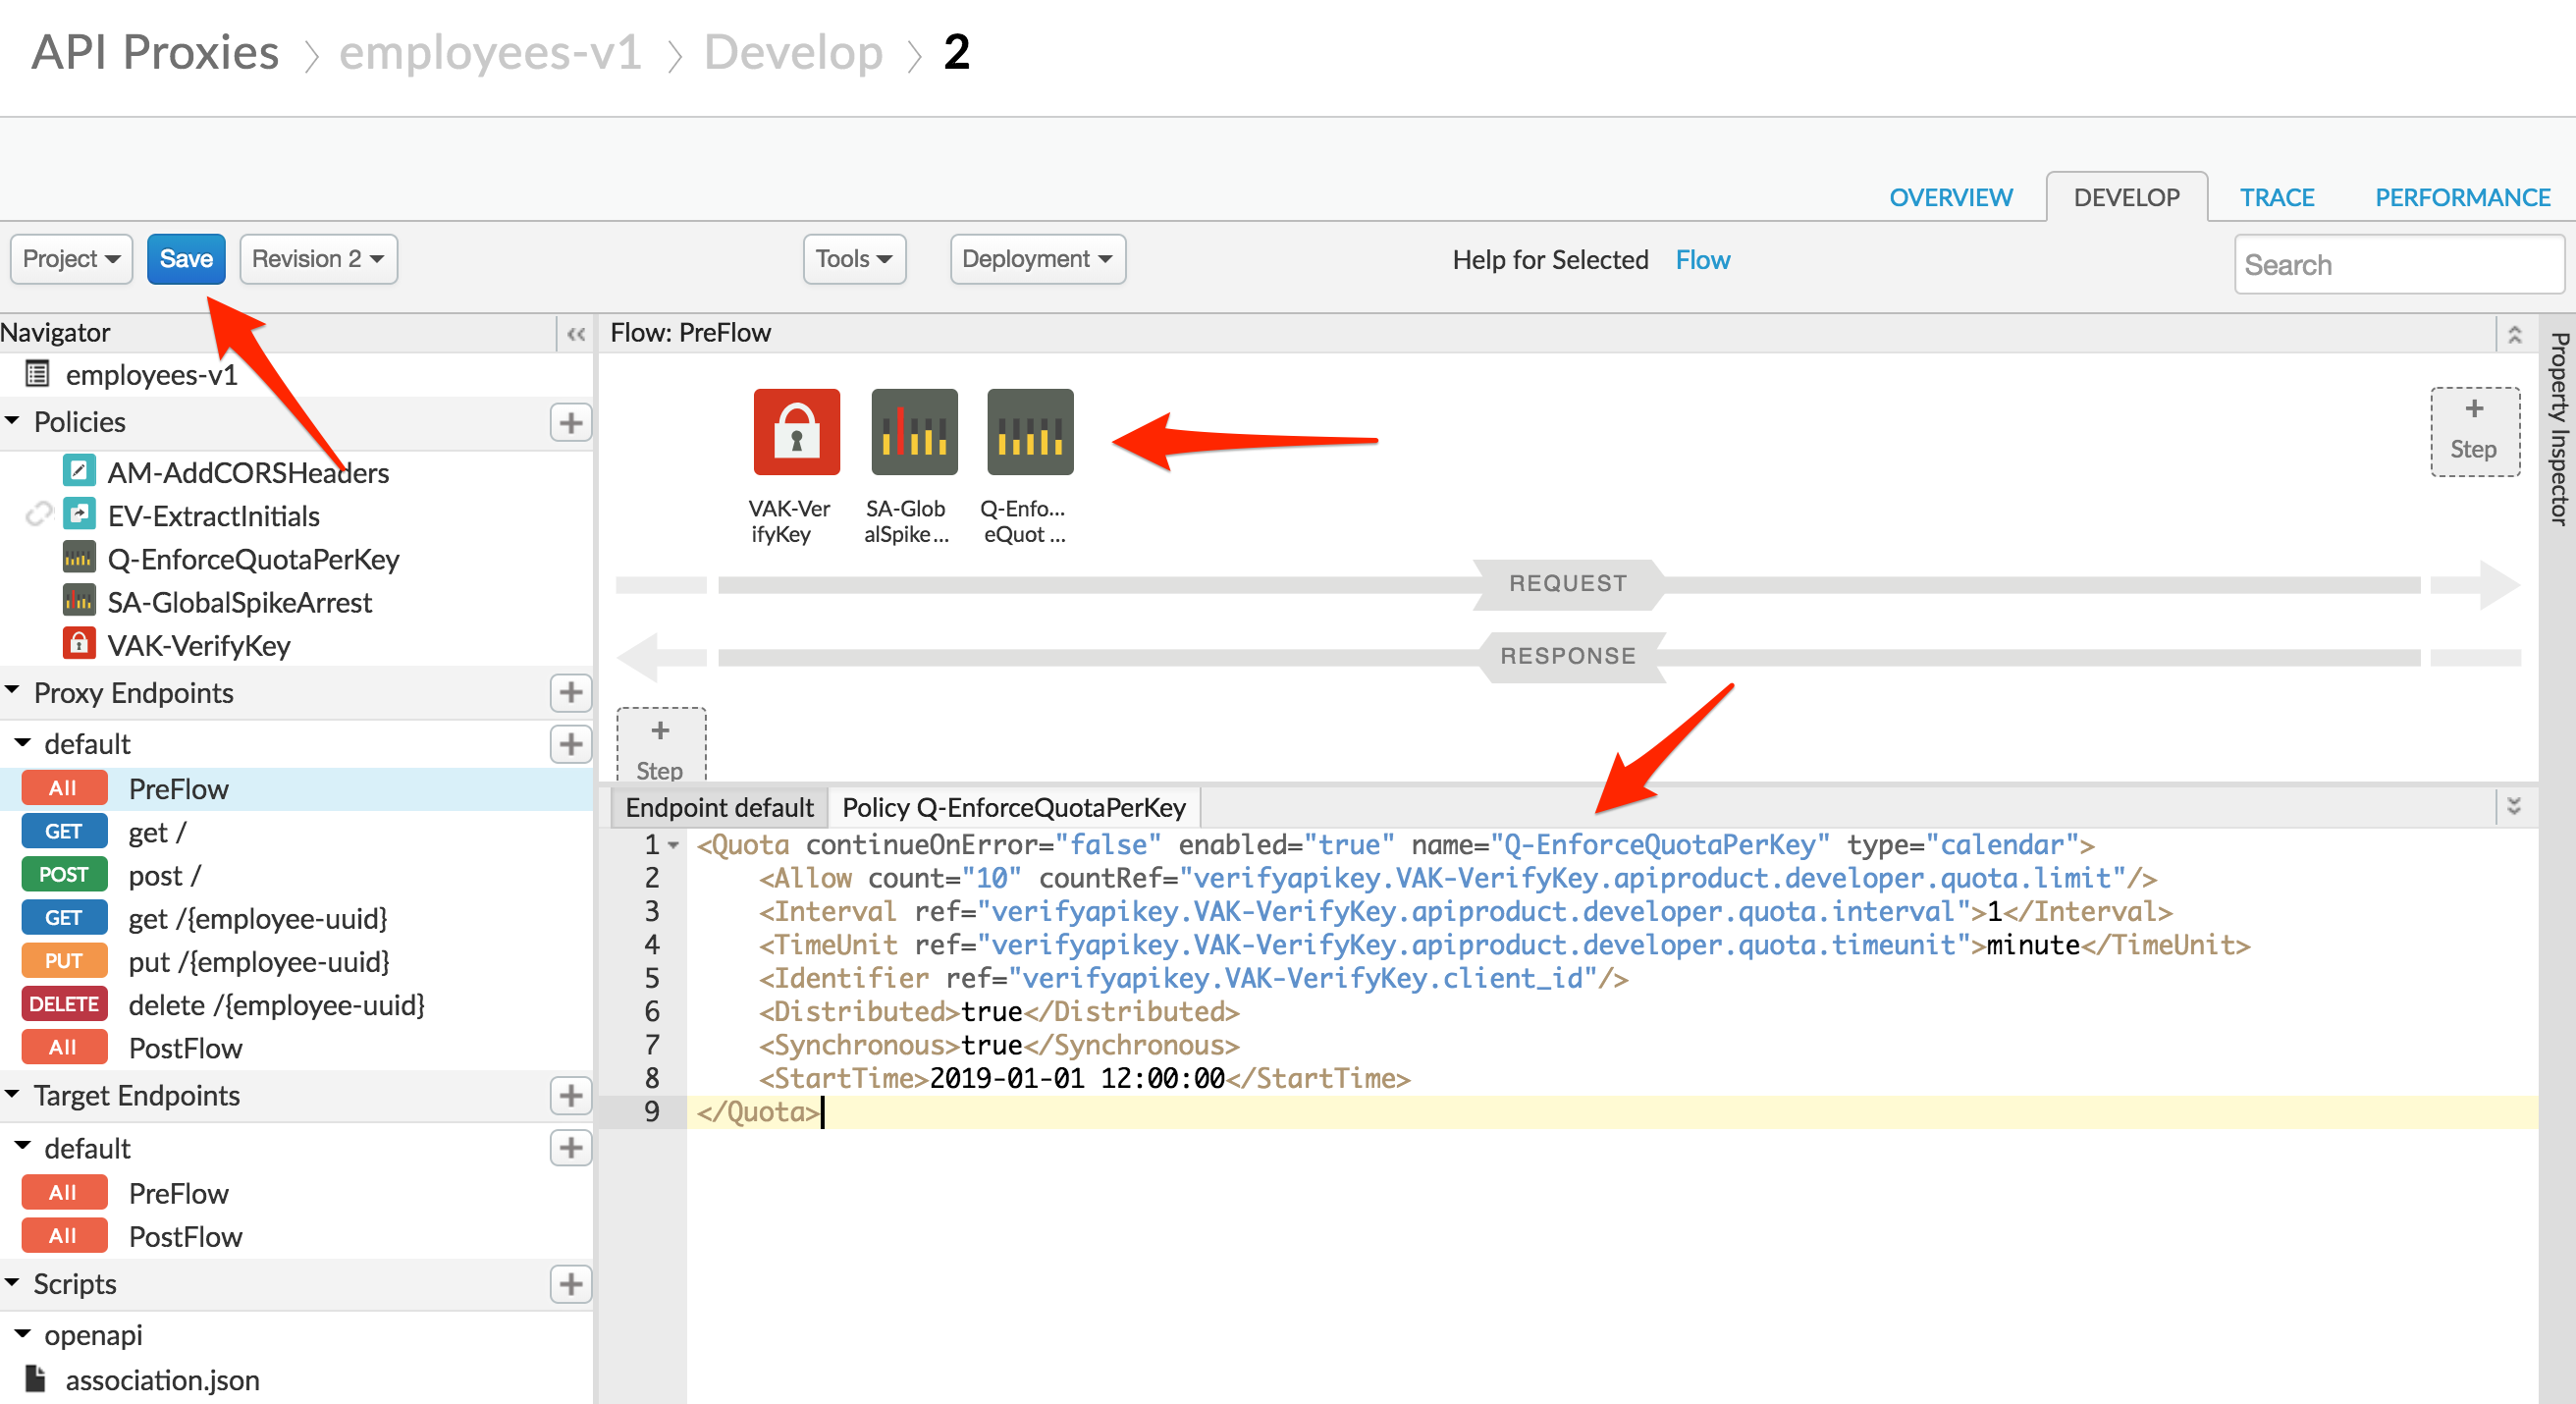 API Proxies > employees-v1 > Develop > 2
OVERVIEW DEVELOP TRACE PERFORMANCE
Project Save Revision 2 Tools Deployment Help for Selected Flow Search
Navigator
employees-v1
Policies
AM-AddCORSHeaders
EV-ExtractInitials
Q-EnforceQuotaPerKey
SA-GlobalSpikeArrest
VAK-VerifyKey
Proxy Endpoints
default
All PreFlow
GET get /
POST post /
GET get /{employee-uuid}
PUT put /{employee-uuid}
DELETE delete /{employee-uuid}
All PostFlow
Target Endpoints
default
All PreFlow
All PostFlow
Scripts
openapi
association.json
Flow: PreFlow
VAK-Ver
ifyKey
SA-Glob
alSpike...
Q-Enfo...
eQuot ...
+
Step
REQUEST
RESPONSE
+
Step
Property Inspector
Endpoint default Policy Q-EnforceQuotaPerKey
1 <Quota continueOnError="false" enabled="true" name="Q-EnforceQuotaPerKey" type="calendar">
2 <Allow count="10" countRef="verifyapikey.VAK-VerifyKey.apiproduct.developer.quota.limit"/>
3 <Interval ref="verifyapikey.VAK-VerifyKey.apiproduct.developer.quota.interval">1</Interval>
4 <TimeUnit ref="verifyapikey.VAK-VerifyKey.apiproduct.developer.quota.timeunit">minute</TimeUnit>
5 <Identifier ref="verifyapikey.VAK-VerifyKey.client_id"/>
6 <Distributed>true</Distributed>
7 <Synchronous>true</Synchronous>
8 <StartTime>2019-01-01 12:00:00</StartTime>
9 </Quota>